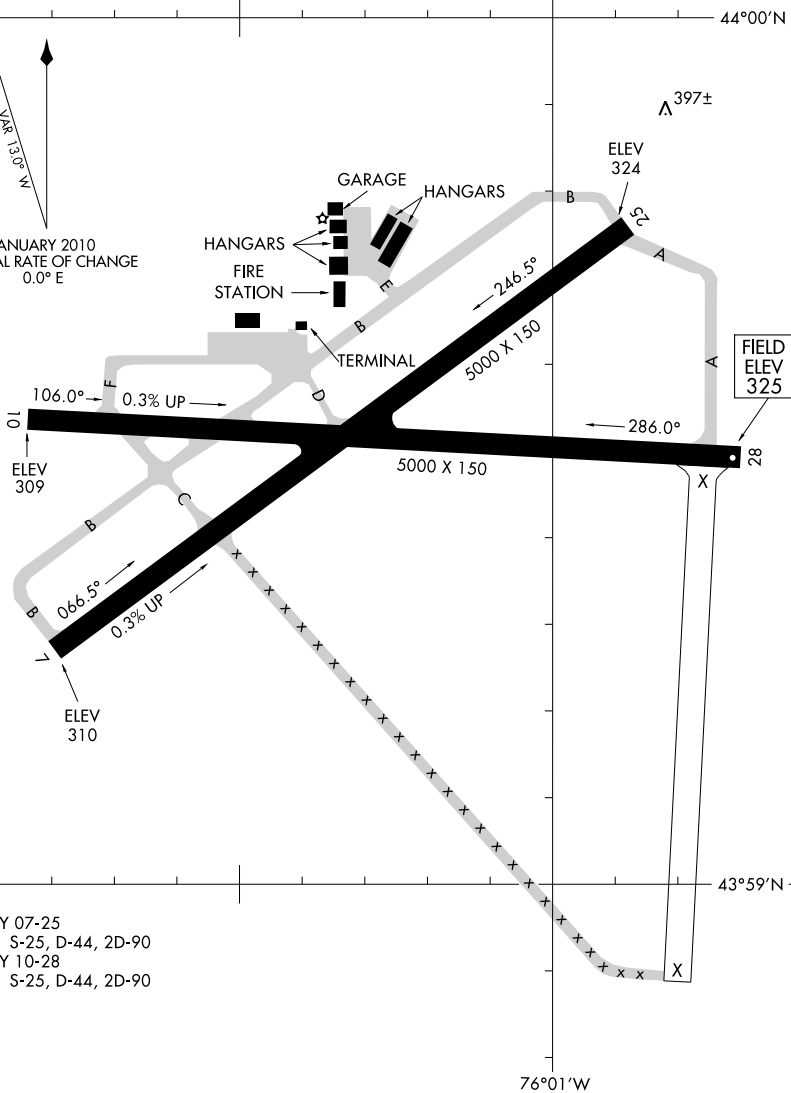 44°00'N
397±
VAR 13.0° W
ELEV
324
GARAGE
HANGARS
B
25
ANUARY 2010
AL RATE OF CHANGE
0.0° E
HANGARS
A
FIRE
STATION
E
246.5°
B
5000 X 150
TERMINAL
A
FIELD
ELEV
325
F
D
106.0°
0.3% UP
10
286.0°
28
ELEV
309
5000 X 150
X
C
B
066.5°
0.3% UP
B
7
ELEV
310
x x x x x x x x x x x x x x x x x x x x x x x x x x
43°59'N
Y 07-25
S-25, D-44, 2D-90
Y 10-28
S-25, D-44, 2D-90
X
76°01'W